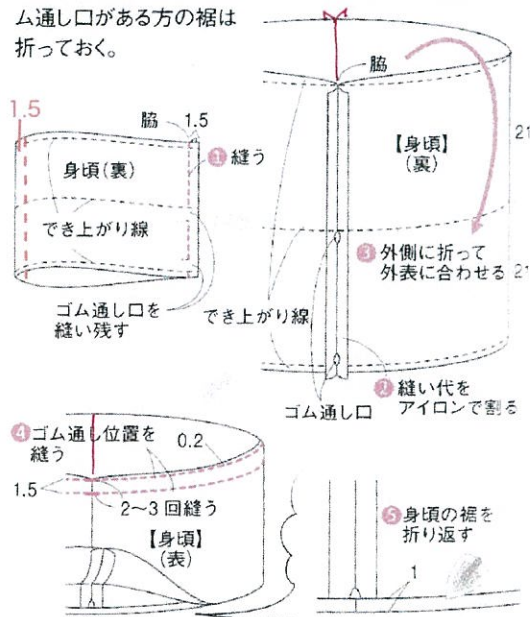 ム通し口がある方の裾は
折っておく。
1.5
脇
1.5
身頃(裏)
❶縫う
でき上がり線
ゴム通し口を
縫い残す
脇
【身頃】
(裏)
21
❸外側に折って
外表に合わせる
21
でき上がり線
ゴム通し口
❷縫い代を
アイロンで割る
❹ゴム通し位置を
縫う
0.2
1.5
2〜3回縫う
【身頃】
(表)
❺身頃の裾を
折り返す
1